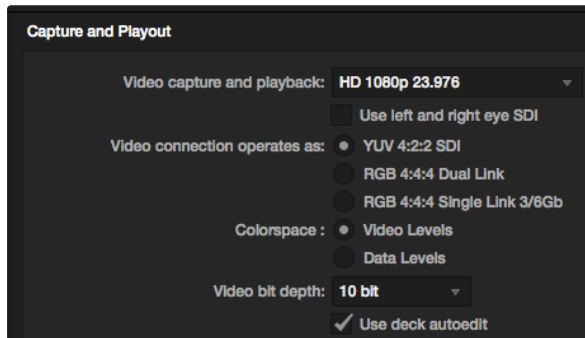 Capture and Playout
Video capture and playback: HD 1080p 23.976
Use left and right eye SDI
Video connection operates as: YUV 4:2:2 SDI
RGB 4:4:4 Dual Link
RGB 4:4:4 Single Link 3/6Gb
Colorspace : Video Levels
Data Levels
Video bit depth: 10 bit
Use deck autoedit